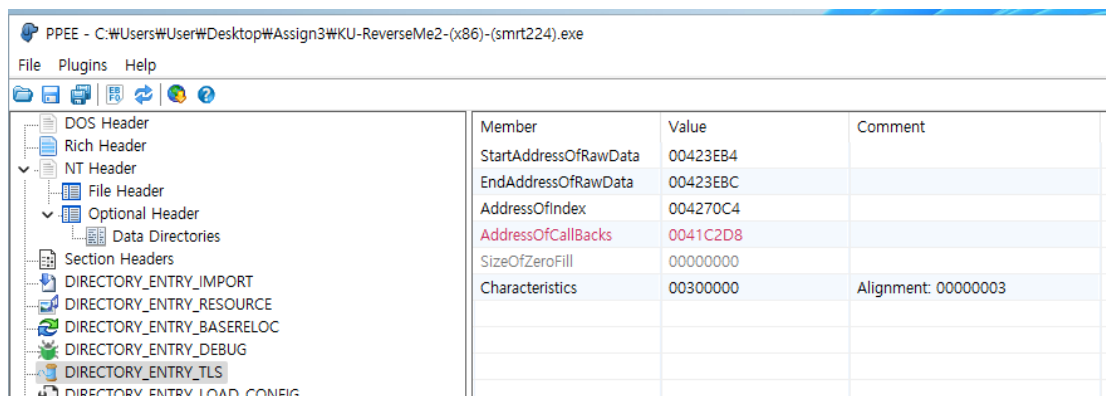 PPEE - C:₩Users₩User₩Desktop₩Assign3₩KU-ReverseMe2-(x86)-(smrt224).exe
File Plugins Help
DOS Header
Rich Header
NT Header
File Header
Optional Header
Data Directories
Section Headers
DIRECTORY_ENTRY_IMPORT
DIRECTORY_ENTRY_RESOURCE
DIRECTORY_ENTRY_BASERELOC
DIRECTORY_ENTRY_DEBUG
DIRECTORY_ENTRY_TLS
DIRECTORY_ENTRY_LOAD_CONFIG
Member Value Comment
StartAddressOfRawData 00423EB4
EndAddressOfRawData 00423EBC
AddressOfIndex 004270C4
AddressOfCallBacks 0041C2D8
SizeOfZeroFill 00000000
Characteristics 00300000 Alignment: 00000003